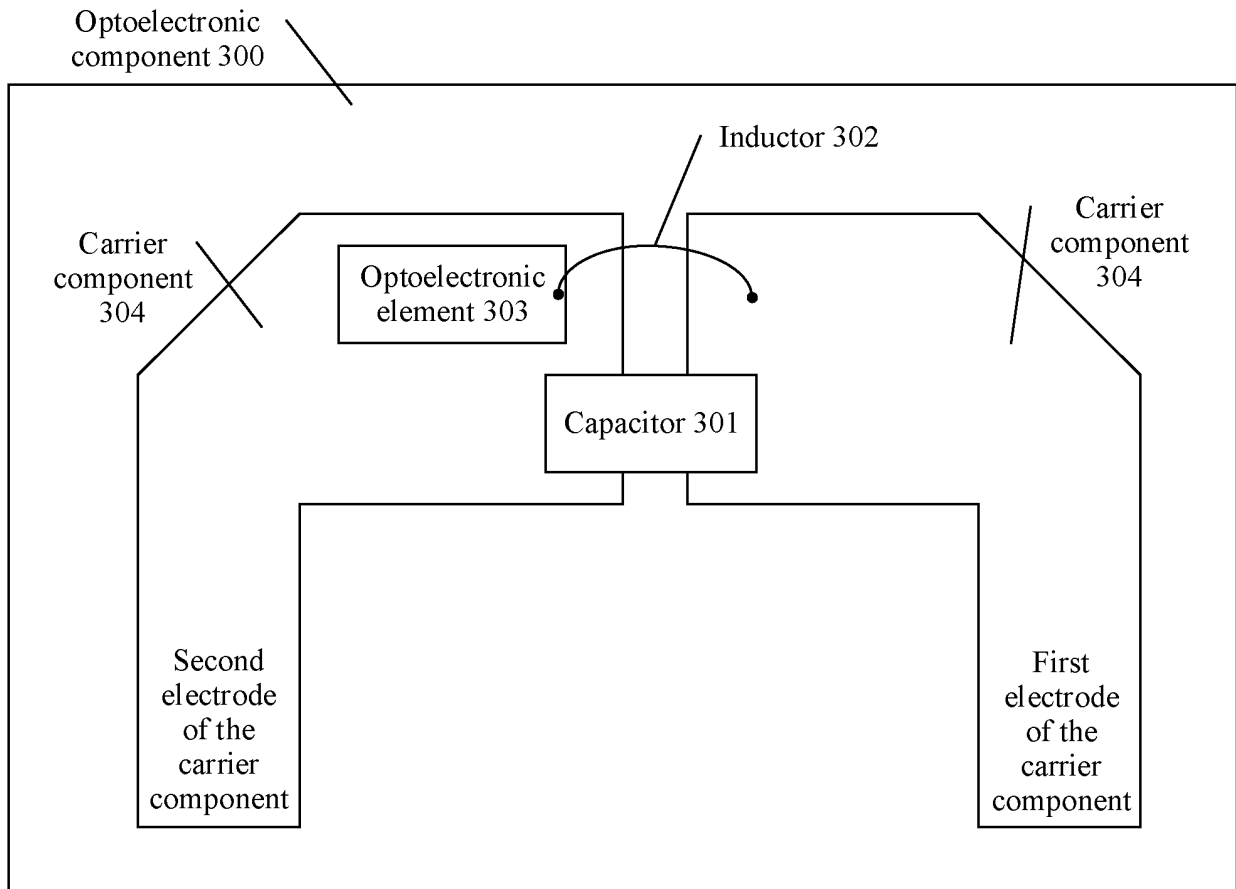 Optoelectronic
component 300
Inductor 302
Carrier
component
304
Carrier
component
304
Optoelectronic
element 303
Capacitor 301
Second
electrode
of the
carrier
component
First
electrode
of the
carrier
component